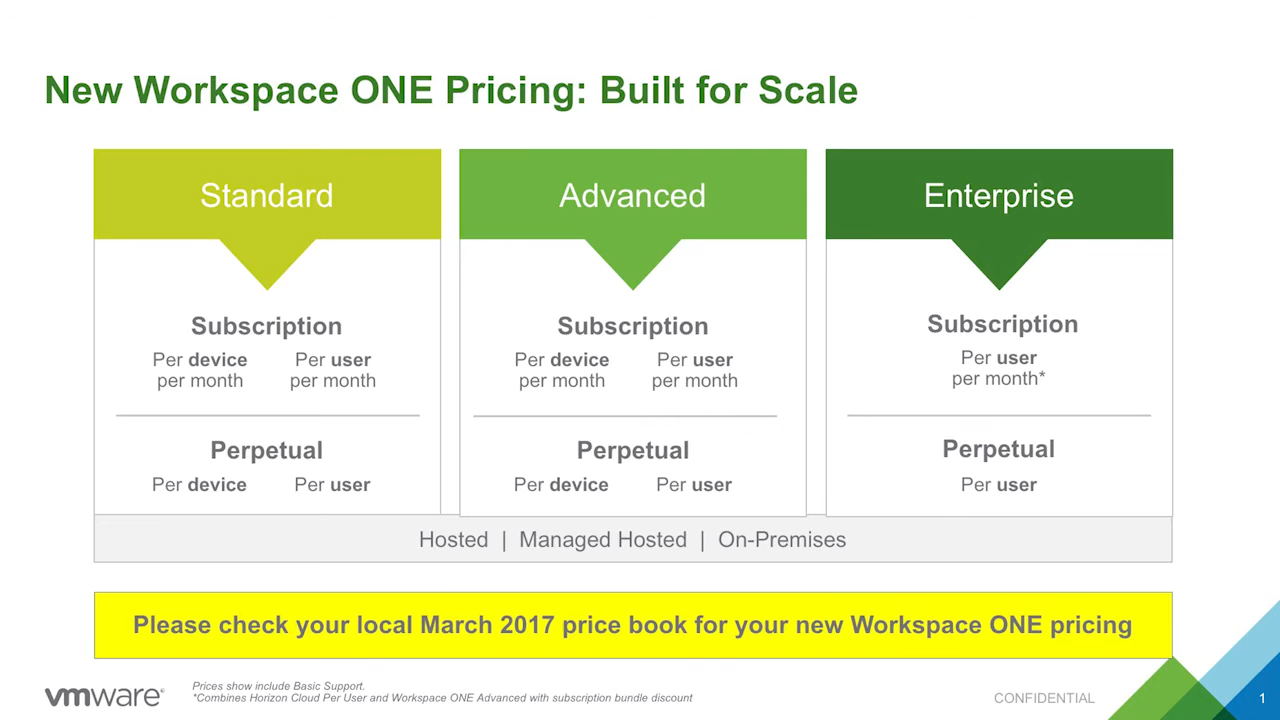 New Workspace ONE Pricing: Built for Scale
Standard
Subscription
Per device
per month
Per user
per month
Perpetual
Per device
Per user
Advanced
Subscription
Per device
per month
Per user
per month
Perpetual
Per device
Per user
Enterprise
Subscription
Per user
per month*
Perpetual
Per user
Hosted | Managed Hosted | On-Premises
Please check your local March 2017 price book for your new Workspace ONE pricing
vmware
Prices show include Basic Support.
*Combines Horizon Cloud Per User and Workspace ONE Advanced with subscription bundle discount
CONFIDENTIAL
1